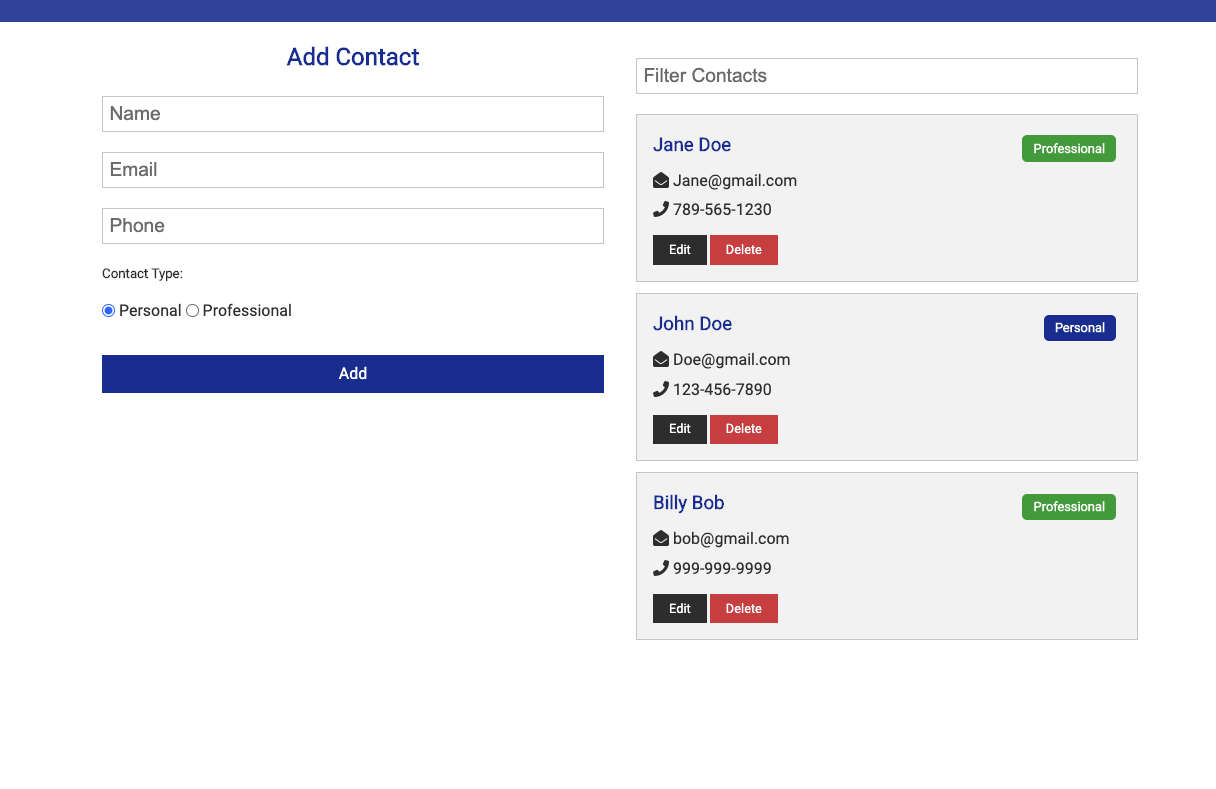 Add Contact
Name
Email
Phone
Contact Type:
Personal Professional
Add
Filter Contacts
Jane Doe Professional
Jane@gmail.com
789-565-1230
Edit Delete
John Doe Personal
Doe@gmail.com
123-456-7890
Edit Delete
Billy Bob Professional
bob@gmail.com
999-999-9999
Edit Delete